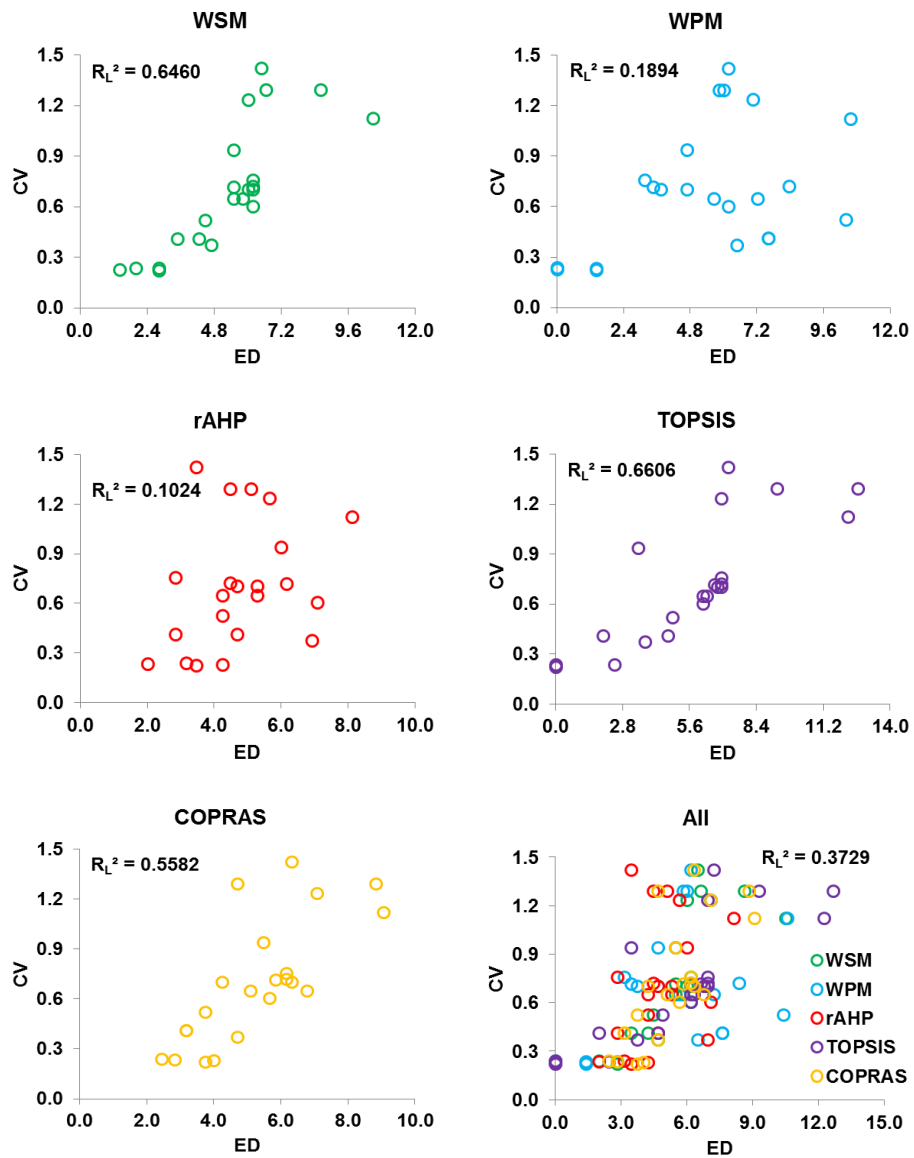 WSM
R_L² = 0.6460
CV
1.5
1.2
0.9
0.6
0.3
0.0
0.0 2.4 4.8 7.2 9.6 12.0
ED
WPM
R_L² = 0.1894
CV
1.5
1.2
0.9
0.6
0.3
0.0
0.0 2.4 4.8 7.2 9.6 12.0
ED
rAHP
R_L² = 0.1024
CV
1.5
1.2
0.9
0.6
0.3
0.0
0.0 2.0 4.0 6.0 8.0 10.0
ED
TOPSIS
R_L² = 0.6606
CV
1.5
1.2
0.9
0.6
0.3
0.0
0.0 2.8 5.6 8.4 11.2 14.0
ED
COPRAS
R_L² = 0.5582
CV
1.5
1.2
0.9
0.6
0.3
0.0
0.0 2.0 4.0 6.0 8.0 10.0
ED
All
R_L² = 0.3729
CV
1.5
1.2
0.9
0.6
0.3
0.0
0.0 3.0 6.0 9.0 12.0 15.0
ED
WSM
WPM
rAHP
TOPSIS
COPRAS